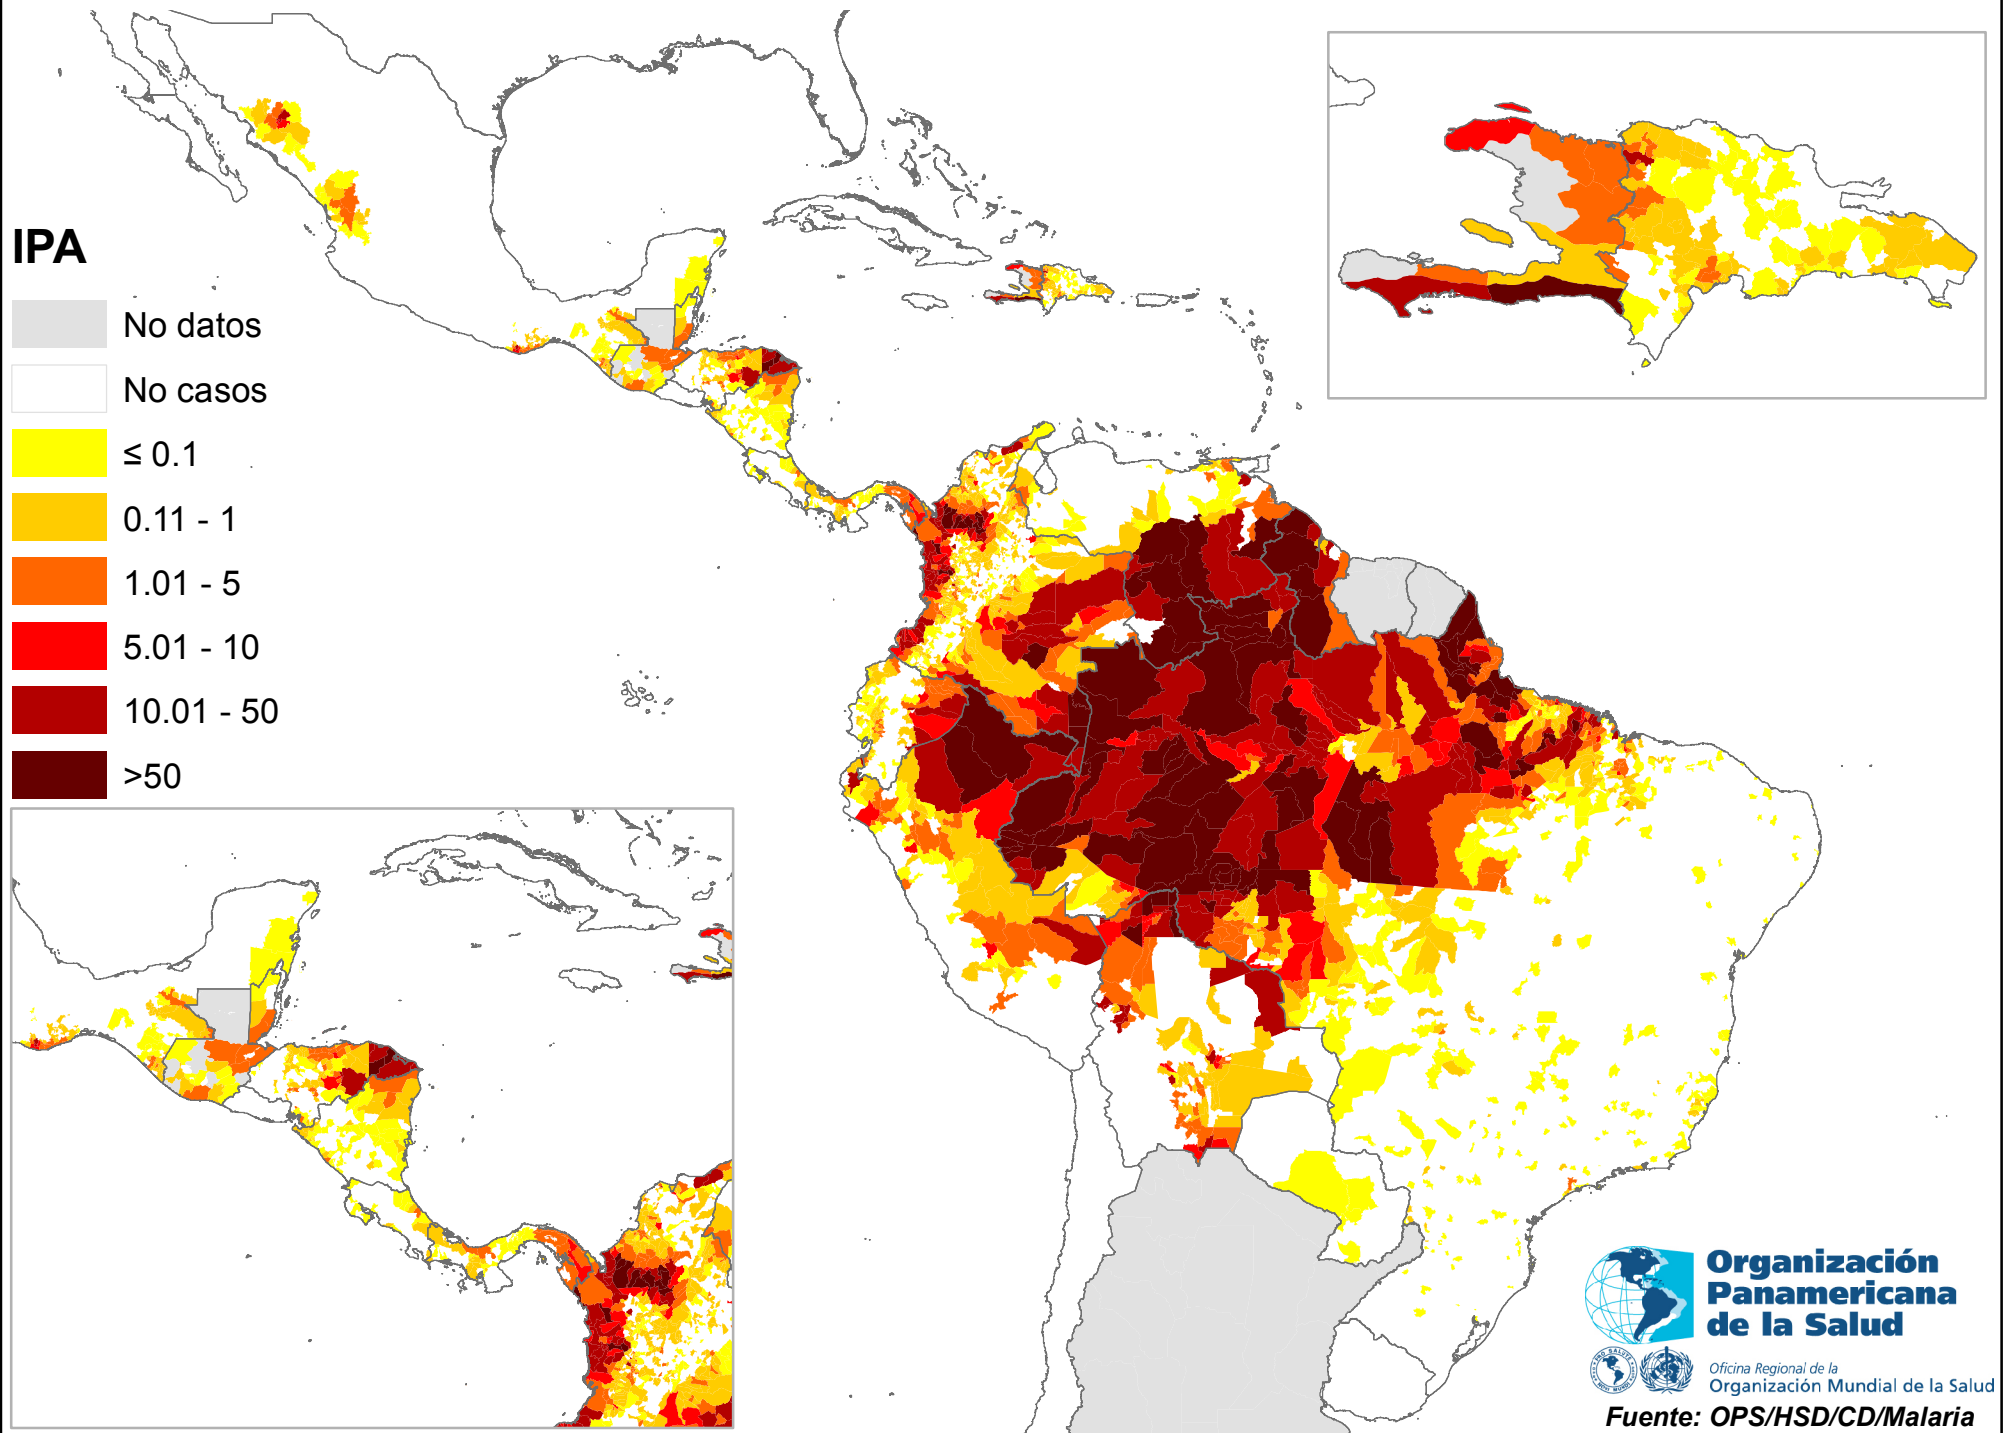 IPA
No datos
No casos
≤ 0.1
0.11 - 1
1.01 - 5
5.01 - 10
10.01 - 50
>50
Organización
Panamericana
de la Salud
Oficina Regional de la
Organización Mundial de la Salud
Fuente: OPS/HSD/CD/Malaria